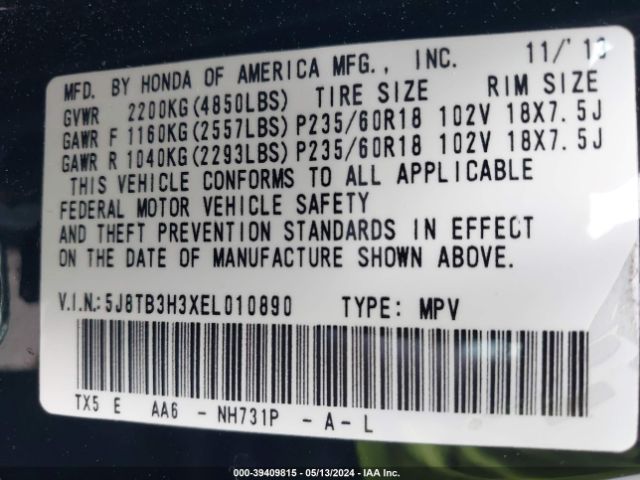 MFD. BY HONDA OF AMERICA MFG., INC. 11/'13
GVWR 2200KG(4850LBS) TIRE SIZE RIM SIZE
GAWR F 1160KG(2557LBS) P235/60R18 102V 18X7.5J
GAWR R 1040KG(2293LBS) P235/60R18 102V 18X7.5J
THIS VEHICLE CONFORMS TO ALL APPLICABLE
FEDERAL MOTOR VEHICLE SAFETY
AND THEFT PREVENTION STANDARDS IN EFFECT
ON THE DATE OF MANUFACTURE SHOWN ABOVE.
V.I.N.: 5J8TB3H3XEL010890 TYPE: MPV
TX5 E AA6 - NH731P - A - L
000-39409815 - 05/13/2024 - IAA Inc.